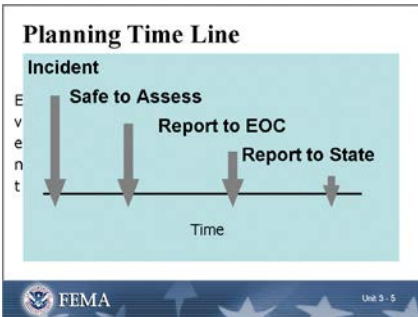 Planning Time Line
Incident
Safe to Assess
Report to EOC
Report to State
E
v
e
n
t
Time
FEMA
Unit 3 - 5